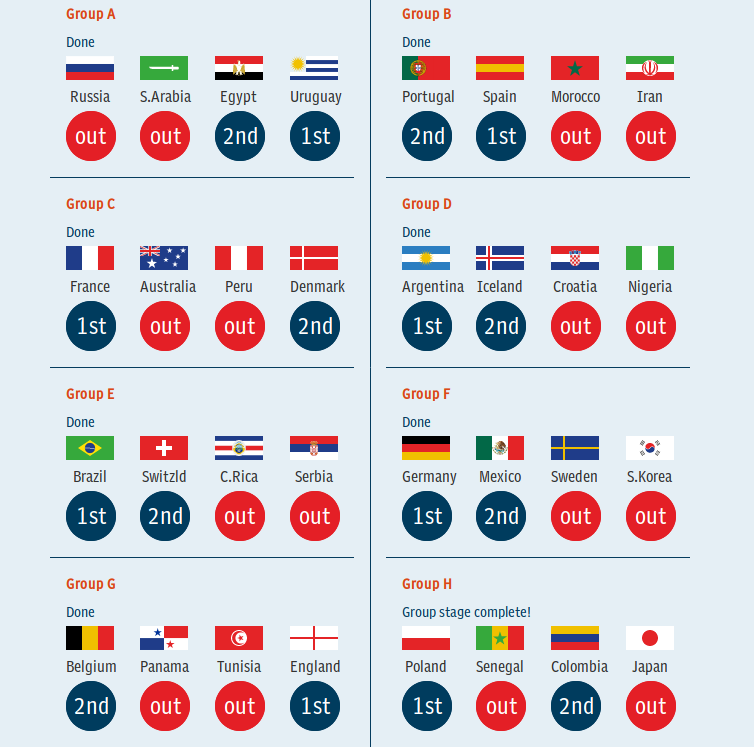 Group A
Done
Russia S.Arabia Egypt Uruguay
out out 2nd 1st
Group B
Done
Portugal Spain Morocco Iran
2nd 1st out out
Group C
Done
France Australia Peru Denmark
1st out out 2nd
Group D
Done
Argentina Iceland Croatia Nigeria
1st 2nd out out
Group E
Done
Brazil Switzld C.Rica Serbia
1st 2nd out out
Group F
Done
Germany Mexico Sweden S.Korea
1st 2nd out out
Group G
Done
Belgium Panama Tunisia England
2nd out out 1st
Group H
Group stage complete!
Poland Senegal Colombia Japan
1st out 2nd out